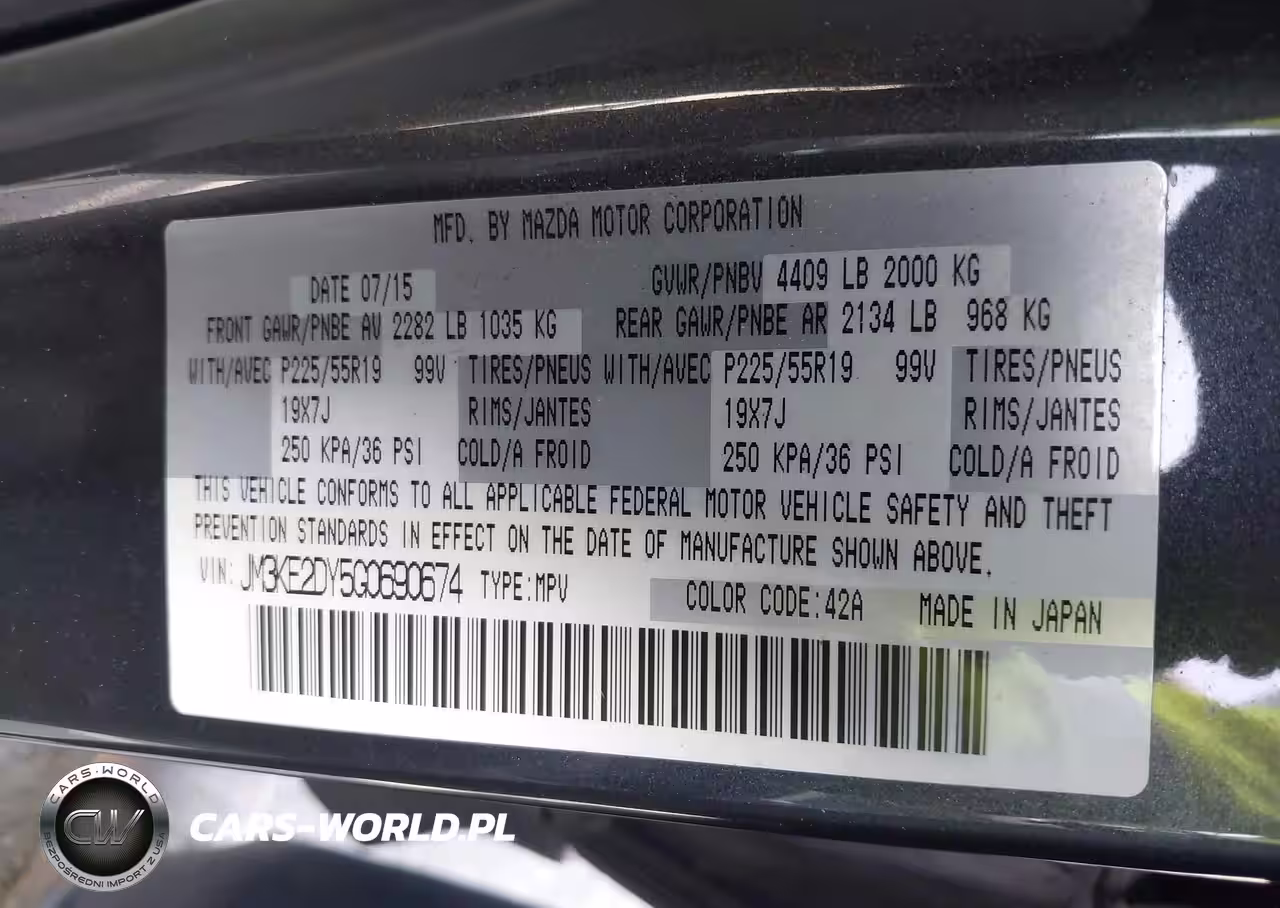 MFD. BY MAZDA MOTOR CORPORATION
DATE 07/15 GVWR/PNBV 4409 LB 2000 KG
FRONT GAWR/PNBE AV 2282 LB 1035 KG REAR GAWR/PNBE AR 2134 LB 968 KG
WITH/AVEC P225/55R19 99V TIRES/PNEUS WITH/AVEC P225/55R19 99V TIRES/PNEUS
19X7J RIMS/JANTES 19X7J RIMS/JANTES
250 KPA/36 PSI COLD/A FROID 250 KPA/36 PSI COLD/A FROID
THIS VEHICLE CONFORMS TO ALL APPLICABLE FEDERAL MOTOR VEHICLE SAFETY AND THEFT
PREVENTION STANDARDS IN EFFECT ON THE DATE OF MANUFACTURE SHOWN ABOVE.
VIN: JM3KE2DY5G0690674 TYPE:MPV COLOR CODE:42A MADE IN JAPAN
CARS-WORLD
CW
BEZPOŚREDNI IMPORT Z USA
CARS-WORLD.PL